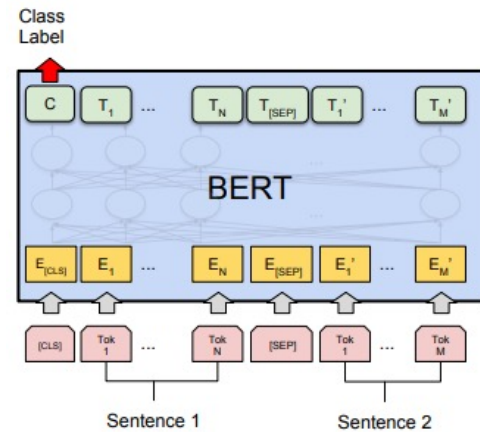 Class
Label
C T1 ... TN T[SEP] T1' ... TM'
...
BERT
...
E[CLS] E1 ... EN E[SEP] E1' ... EM'
[CLS] Tok 1 ... Tok N [SEP] Tok 1 ... Tok M
Sentence 1 Sentence 2